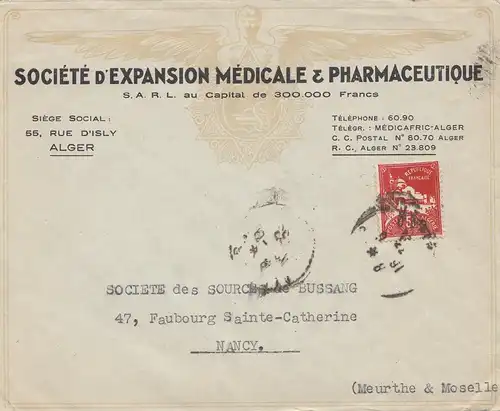 SOCIÉTÉ D'EXPANSION MÉDICALE & PHARMACEUTIQUE
S.A.R.L. au Capital de 300.000 Francs
SIÈGE SOCIAL:
55, RUE D'ISLY
ALGER
TÉLÉPHONE : 60.90
TÉLÉGR. : MÉDICAFRIC-ALGER
C. C. POSTAL N° 80.70 ALGER
R. C., ALGER N° 23.809
REPUBLIQUE
FRANÇAISE
SOCIETE des SOURCES de BUSSANG
47, Faubourg Sainte-Catherine
NANCY.
(Meurthe & Moselle